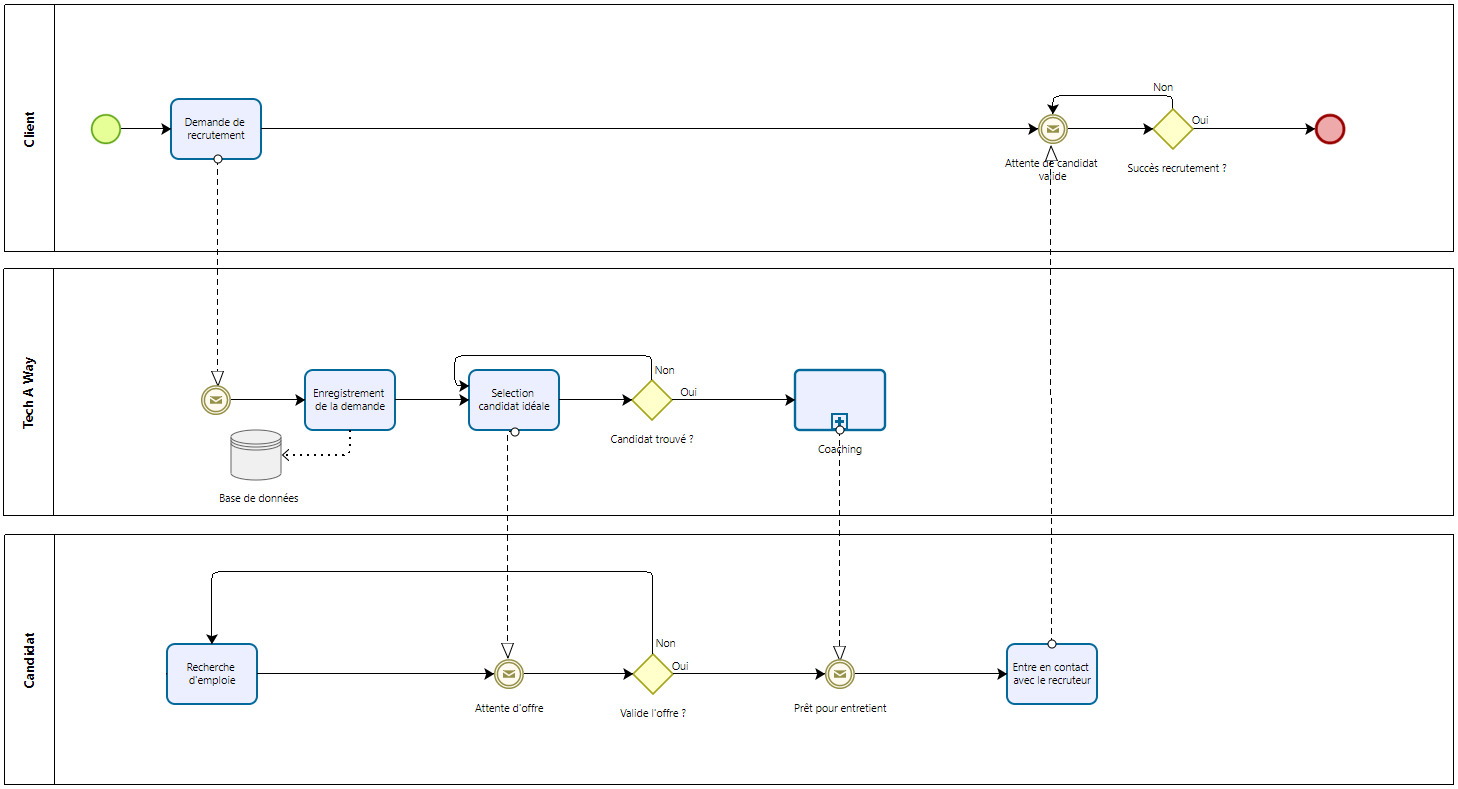 Client
Demande de
recrutement
Non
Oui
Attente de candidat
valide
Succès recrutement ?
Tech A Way
Enregistrement
de la demande
Selection
candidat idéale
Non
Oui
Candidat trouvé ?
Coaching
Base de données
Candidat
Recherche
d'emploie
Attente d'offre
Non
Oui
Valide l'offre ?
Prêt pour entretient
Entre en contact
avec le recruteur